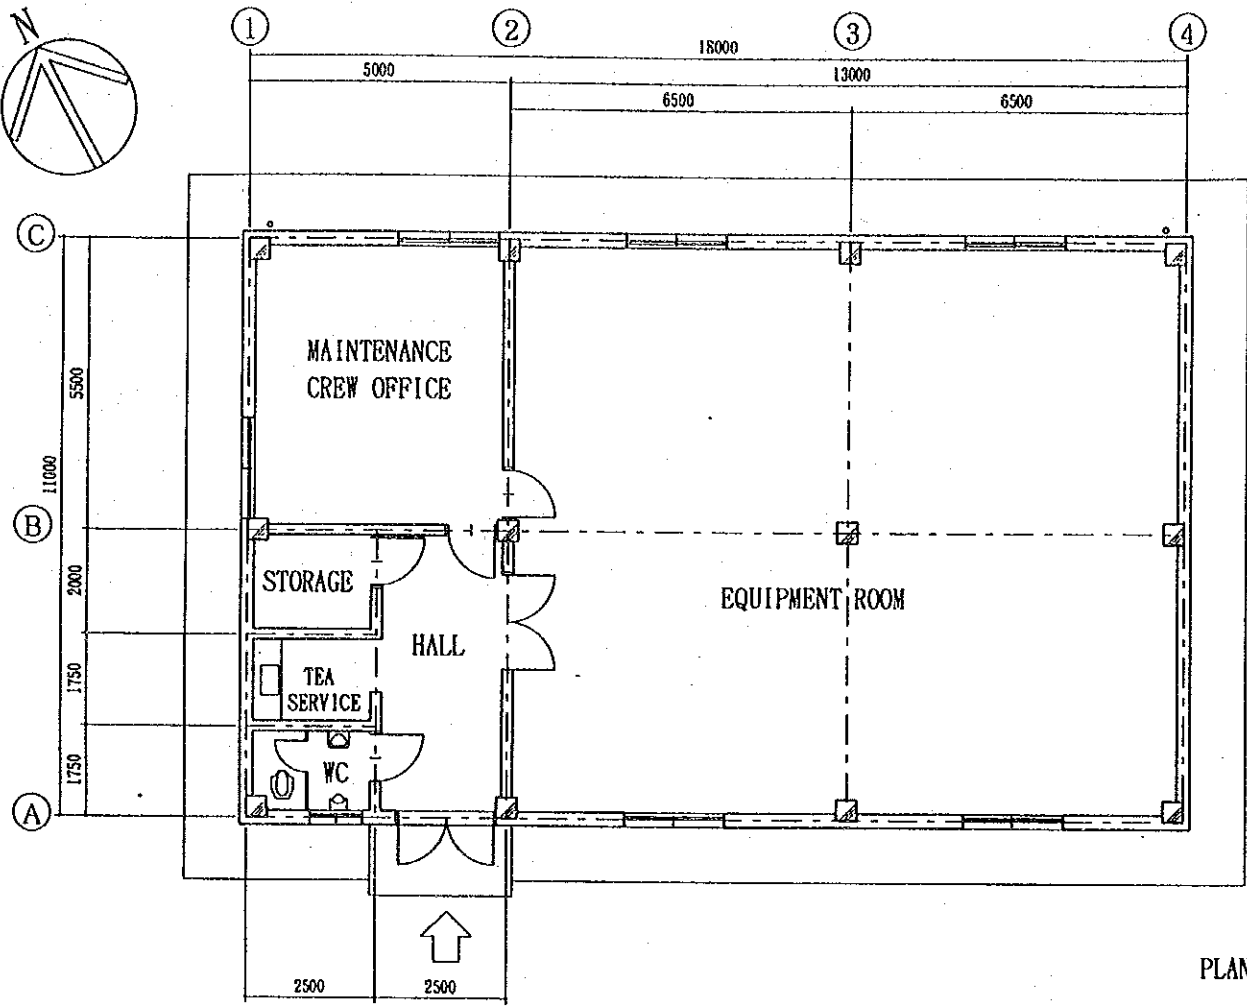 N
1
2
3
4
18000
5000
13000
6500
6500
C
MAINTENANCE
CREW OFFICE
5500
11000
B
STORAGE
2000
EQUIPMENT ROOM
HALL
TEA
SERVICE
1750
WC
1750
A
2500
2500
PLAN